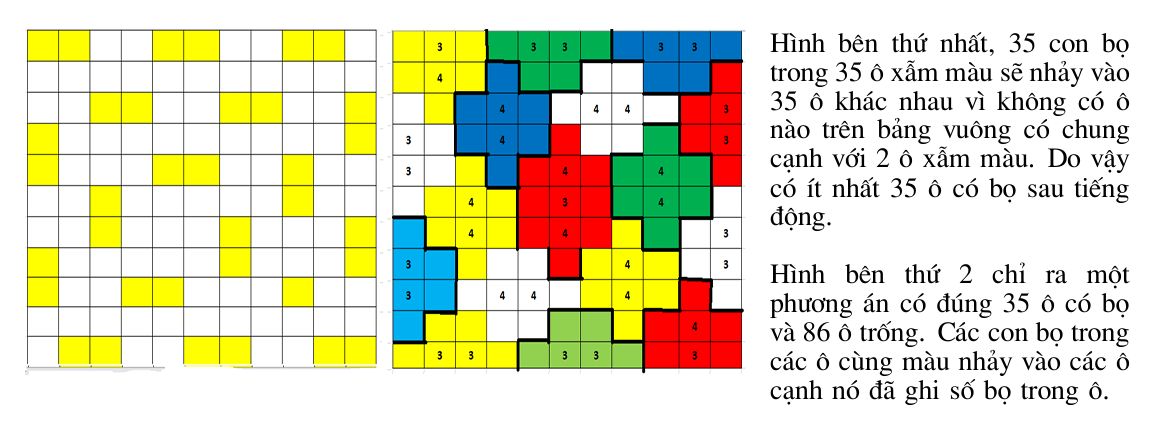 3 3 3 3 3
4
4 4 4 3
3 4 3
3 4 4
4 3 4
4 4 3
3 4 3
3 4 4 4
4
3 3 3 3 3
Hình bên thứ nhất, 35 con bọ
trong 35 ô xẫm màu sẽ nhảy vào
35 ô khác nhau vì không có ô
nào trên bảng vuông có chung
cạnh với 2 ô xẫm màu. Do vậy
có ít nhất 35 ô có bọ sau tiếng
động.
Hình bên thứ 2 chỉ ra một
phương án có đúng 35 ô có bọ
và 86 ô trống. Các con bọ trong
các ô cùng màu nhảy vào các ô
cạnh nó đã ghi số bọ trong ô.